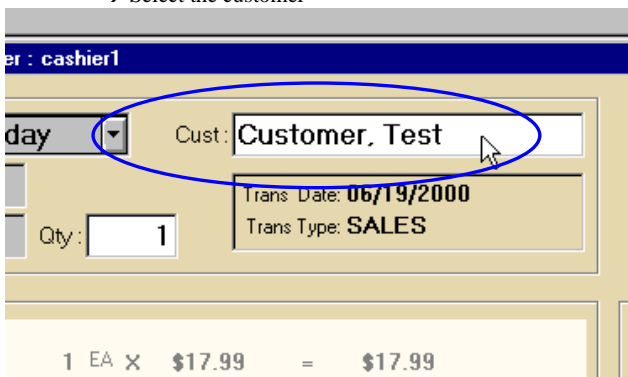 Select the customer
er : cashier1
day Cust: Customer, Test
Trans Date: 06/19/2000
Qty: 1 Trans Type: SALES
1 EA X $17.99 = $17.99